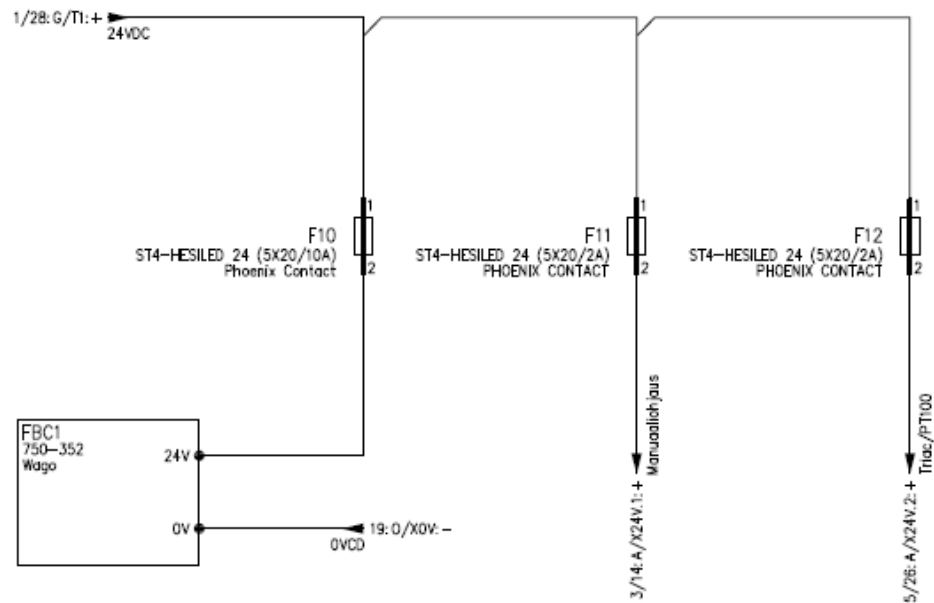 1/28:G/T1:+
24VDC
1
F10
ST4-HESILED 24 (5X20/10A)
Phoenix Contact
2
1
F11
ST4-HESILED 24 (5X20/2A)
PHOENIX CONTACT
2
1
F12
ST4-HESILED 24 (5X20/2A)
PHOENIX CONTACT
2
FBC1
750-352
Wago
24V
0V
19:O/X0V:-
0VCD
Manuaaliohjaus
3/14:A/X24V.1:+
Triac/PT100
5/26:A/X24V.2:+